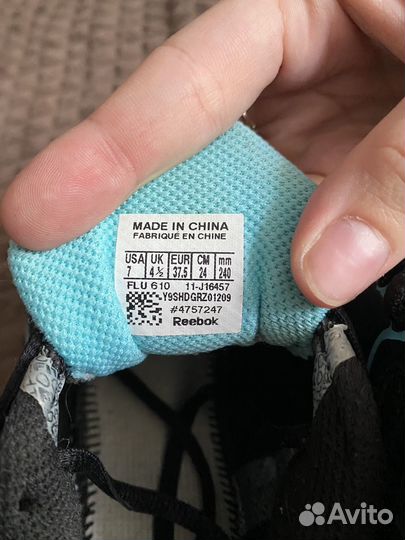 MADE IN CHINA
FABRIQUÉ EN CHINE
USA UK EUR CM mm
7 4½ 37.5 24 240
FLU 610 11-J16457
Y9SHDGRZ01209
#4757247
Reebok
Avito